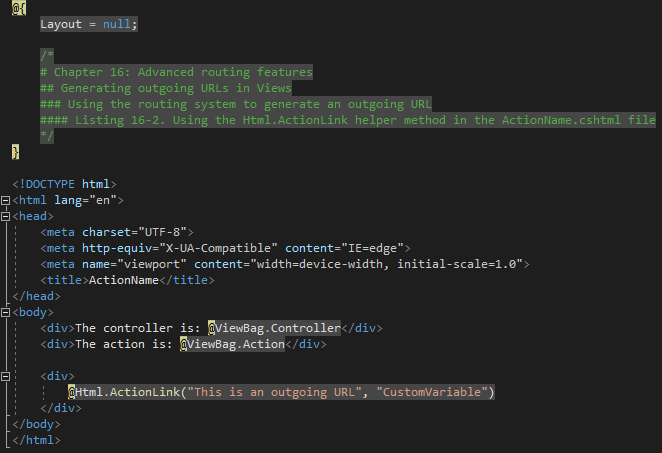 @{
Layout = null;
/*
# Chapter 16: Advanced routing features
## Generating outgoing URLs in Views
### Using the routing system to generate an outgoing URL
#### Listing 16-2. Using the Html.ActionLink helper method in the ActionName.cshtml file
*/
}
<!DOCTYPE html>
<html lang="en">
<head>
<meta charset="UTF-8">
<meta http-equiv="X-UA-Compatible" content="IE=edge">
<meta name="viewport" content="width=device-width, initial-scale=1.0">
<title>ActionName</title>
</head>
<body>
<div>The controller is: @ViewBag.Controller</div>
<div>The action is: @ViewBag.Action</div>
<div>
@Html.ActionLink("This is an outgoing URL", "CustomVariable")
</div>
</body>
</html>